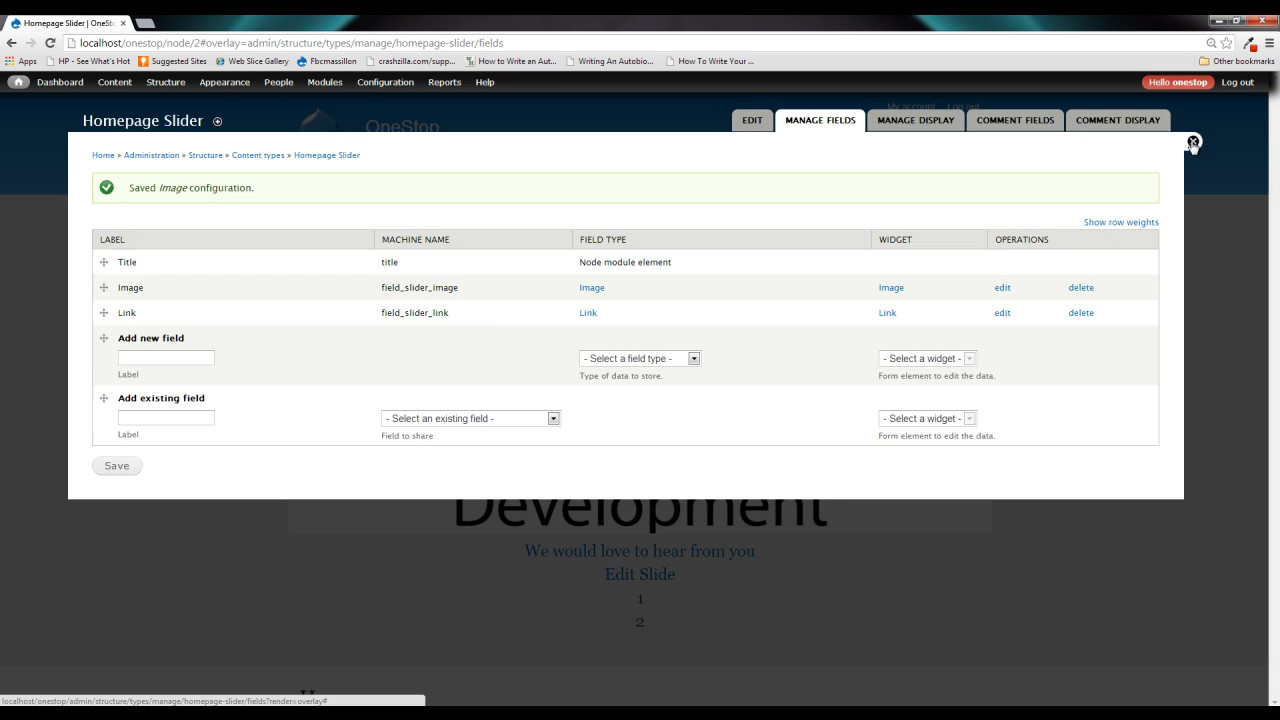 Homepage Slider | OneSto
localhost/onestop/node/2#overlay=admin/structure/types/manage/homepage-slider/fields
Apps HP - See What's Hot Suggested Sites Web Slice Gallery Fbcmassillon crashzilla.com/supp... How to Write an Aut... Writing An Autobio... How To Write Your ... Other bookmarks
Dashboard Content Structure Appearance People Modules Configuration Reports Help Hello onestop Log out
My account Log out
OneStop
Homepage Slider EDIT MANAGE FIELDS MANAGE DISPLAY COMMENT FIELDS COMMENT DISPLAY
Home » Administration » Structure » Content types » Homepage Slider
Saved Image configuration.
Show row weights
LABEL MACHINE NAME FIELD TYPE WIDGET OPERATIONS
Title title Node module element
Image field_slider_image Image Image edit delete
Link field_slider_link Link Link edit delete
Add new field
- Select a field type - - Select a widget -
Label Type of data to store. Form element to edit the data.
Add existing field
- Select an existing field - - Select a widget -
Label Field to share Form element to edit the data.
Save
Development
We would love to hear from you
Edit Slide
1
2
localhost/onestop/admin/structure/types/manage/homepage-slider/fields?render=overlay#